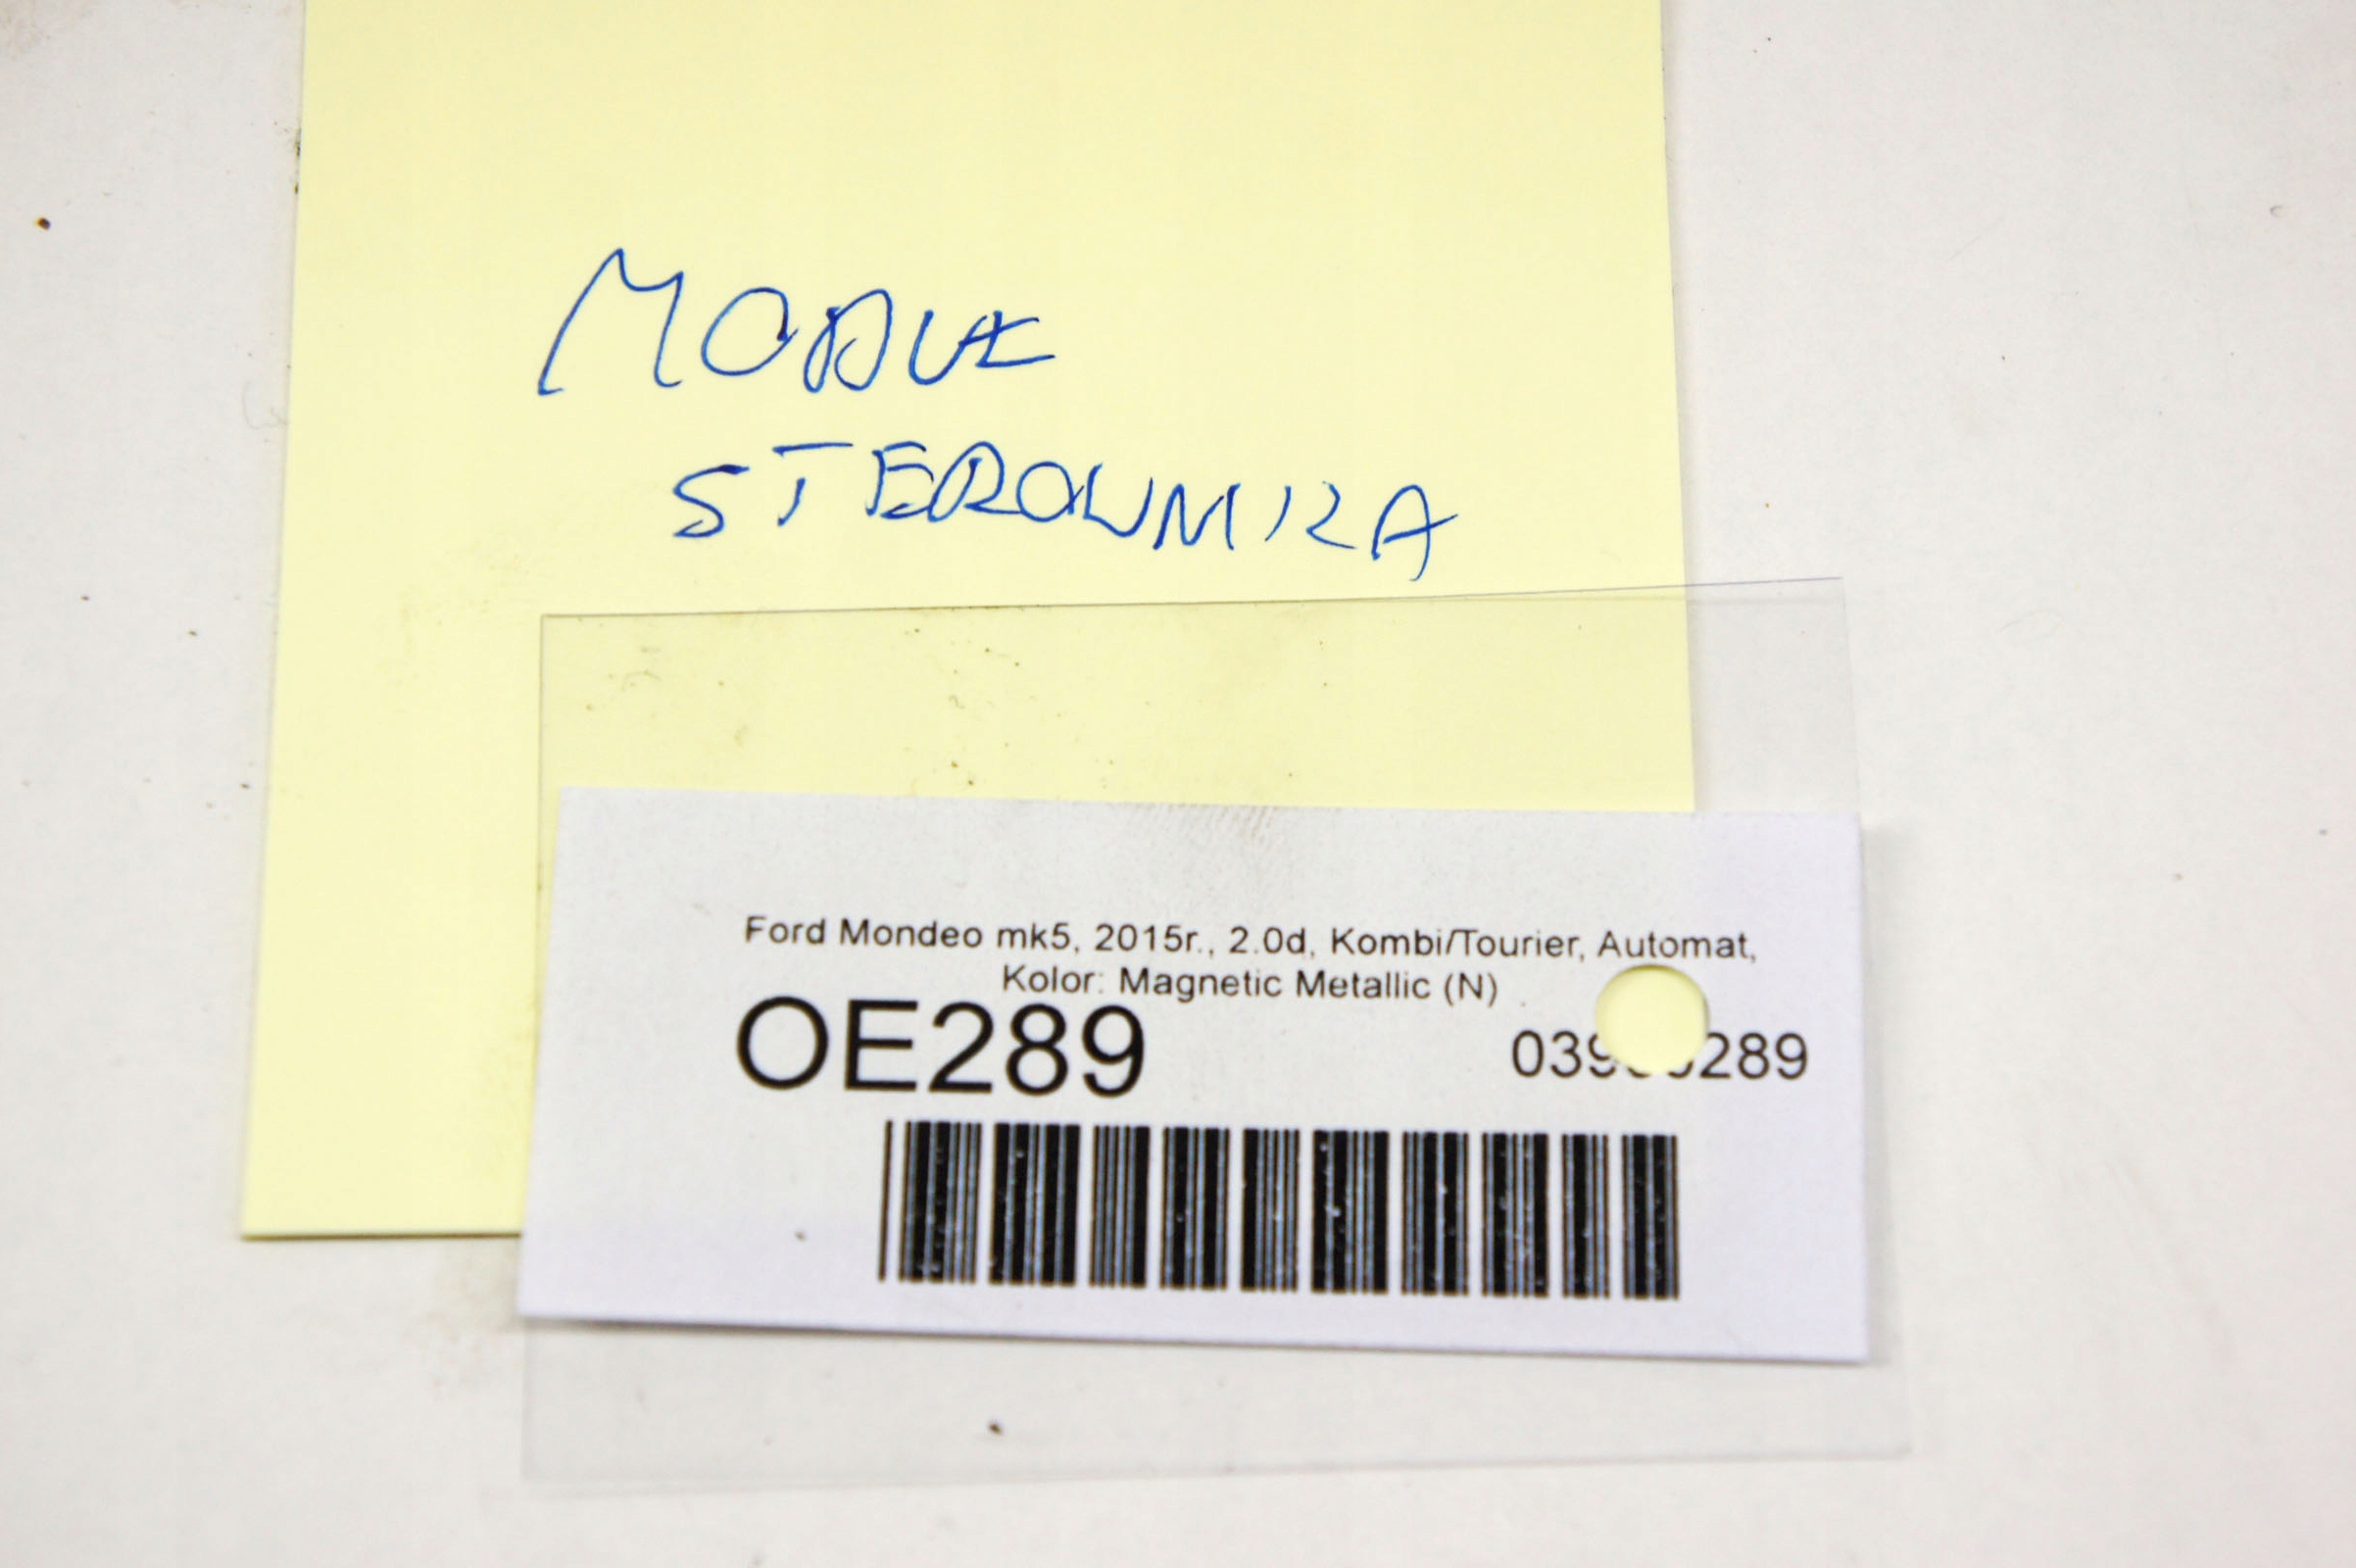 MODUŁ
STEROWNIKA
Ford Mondeo mk5, 2015r., 2.0d, Kombi/Tourier, Automat,
Kolor: Magnetic Metallic (N)
OE289